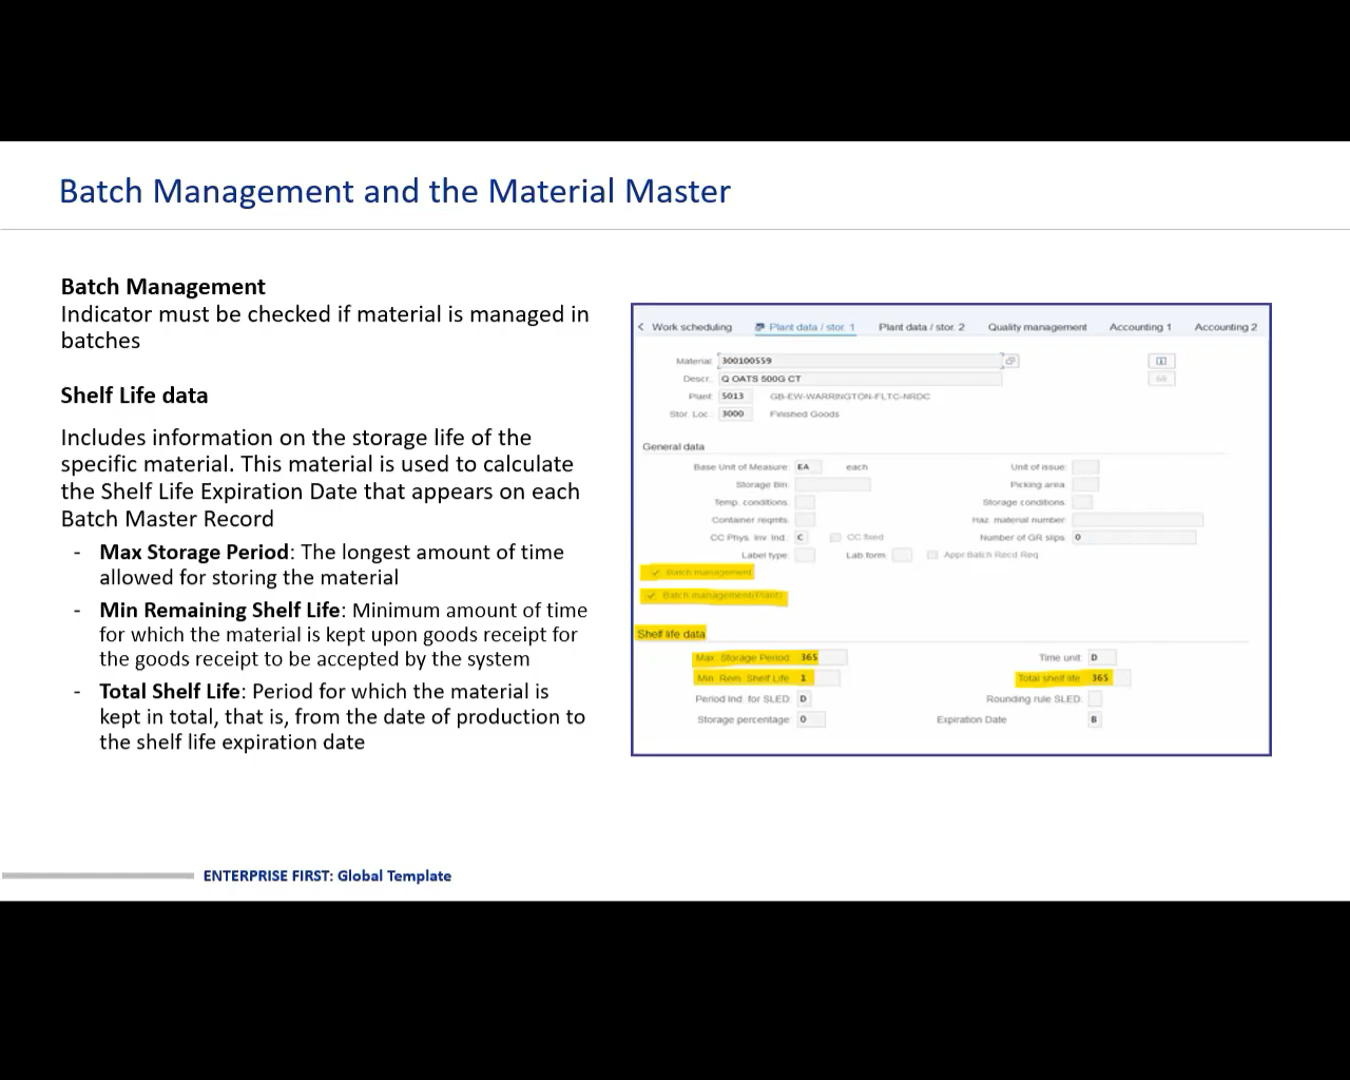 Batch Management and the Material Master
Batch Management
Indicator must be checked if material is managed in
batches
Shelf Life data
Includes information on the storage life of the
specific material. This material is used to calculate
the Shelf Life Expiration Date that appears on each
Batch Master Record
- Max Storage Period: The longest amount of time
allowed for storing the material
- Min Remaining Shelf Life: Minimum amount of time
for which the material is kept upon goods receipt for
the goods receipt to be accepted by the system
- Total Shelf Life: Period for which the material is
kept in total, that is, from the date of production to
the shelf life expiration date
< Work scheduling Plant data / stor. 1 Plant data / stor. 2 Quality management Accounting 1 Accounting 2
Material: 300100559
Descr.: Q OATS 500G CT
Plant: 5013 GB-EW-WARRINGTON-FLTC-NRDC
Stor. Loc.: 3000 Finished Goods
General data
Base Unit of Measure: EA each Unit of issue:
Storage Bin: Picking area:
Temp. conditions: Storage conditions:
Container reqmts: Haz. material number:
CC Phys. Inv. Ind.: C CC fixed Number of GR slips: 0
Label type: Lab.form: Appr.Batch Recd Req
Batch management
Batch management(Plant)
Shelf life data
Max. Storage Period: 365 Time unit: D
Min. Rem. Shelf Life: 1 Total shelf life: 365
Period Ind. for SLED: D Rounding rule SLED:
Storage percentage: 0 Expiration Date B
ENTERPRISE FIRST: Global Template